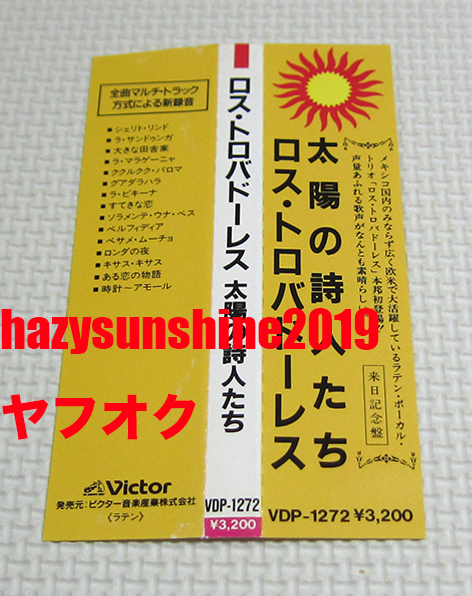 全曲マルチ・トラック
方式による新録音
■シェリト・リンド
■ラ・サンドゥンガ
■大きな田舎家
■ラ・マラゲーニャ
■ククルクク・パロマ
■グアダラハラ
■ラ・ビキーナ
■すてきな恋
■ソラメンテ・ウナ・ベス
■ペルフィディア
■ベサメ・ムーチョ
■ロンダの夜
■キサス・キサス
■ある恋の物語
■時計〜アモール
Victor
発売元:ビクター音楽産業株式会社
〈ラテン〉
ロス・トロバドーレス 太陽の詩人たち
VDP-1272
¥3,200
太陽の詩人たち
ロス・トロバドーレス
メキシコ国内のみならず広く欧米で大活躍しているラテン・ボーカル・
トリオ「ロス・トロバドーレス」本邦初登場!!
声量あふれる歌声がなんとも素晴らしい
来日記念盤
VDP-1272 ¥3,200
hazysunshine2019
ヤフオク